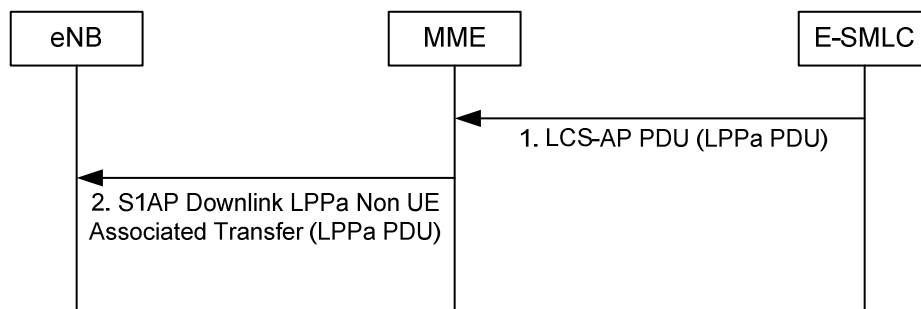 eNB
MME
E-SMLC
1. LCS-AP PDU (LPPa PDU)
2. S1AP Downlink LPPa Non UE
Associated Transfer (LPPa PDU)